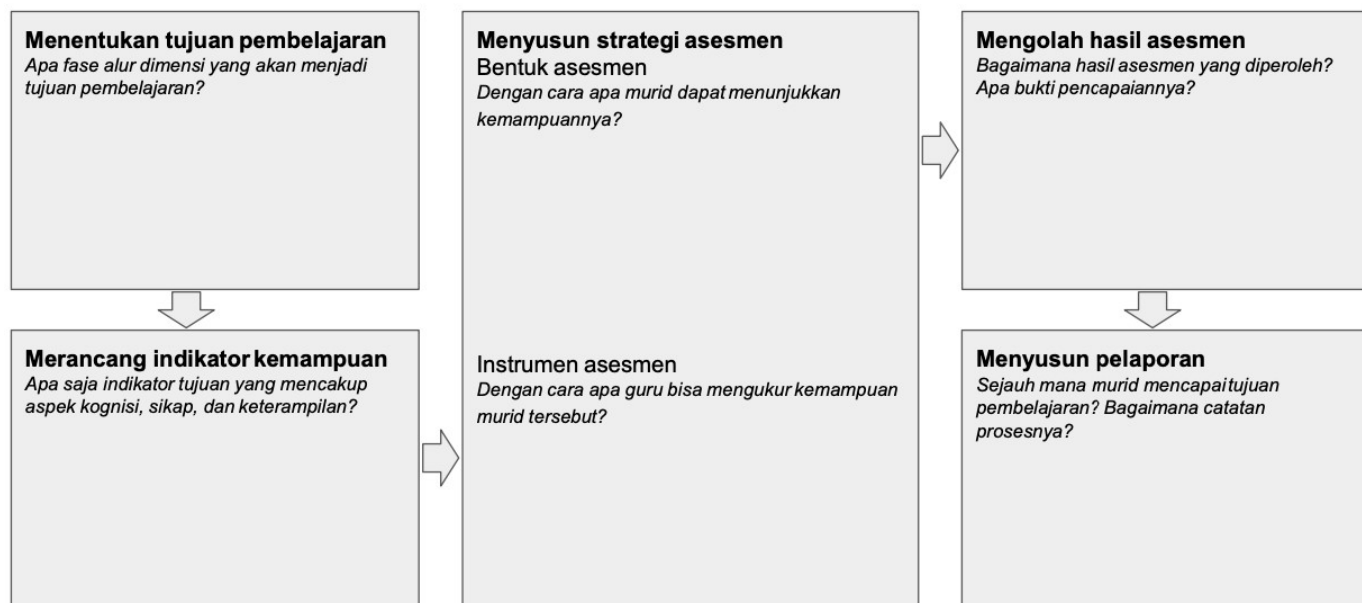 Menentukan tujuan pembelajaran
Apa fase alur dimensi yang akan menjadi
tujuan pembelajaran?
Merancang indikator kemampuan
Apa saja indikator tujuan yang mencakup
aspek kognisi, sikap, dan keterampilan?
Menyusun strategi asesmen
Bentuk asesmen
Dengan cara apa murid dapat menunjukkan
kemampuannya?
Instrumen asesmen
Dengan cara apa guru bisa mengukur kemampuan
murid tersebut?
Mengolah hasil asesmen
Bagaimana hasil asesmen yang diperoleh?
Apa bukti pencapaiannya?
Menyusun pelaporan
Sejauh mana murid mencapai tujuan
pembelajaran? Bagaimana catatan
prosesnya?